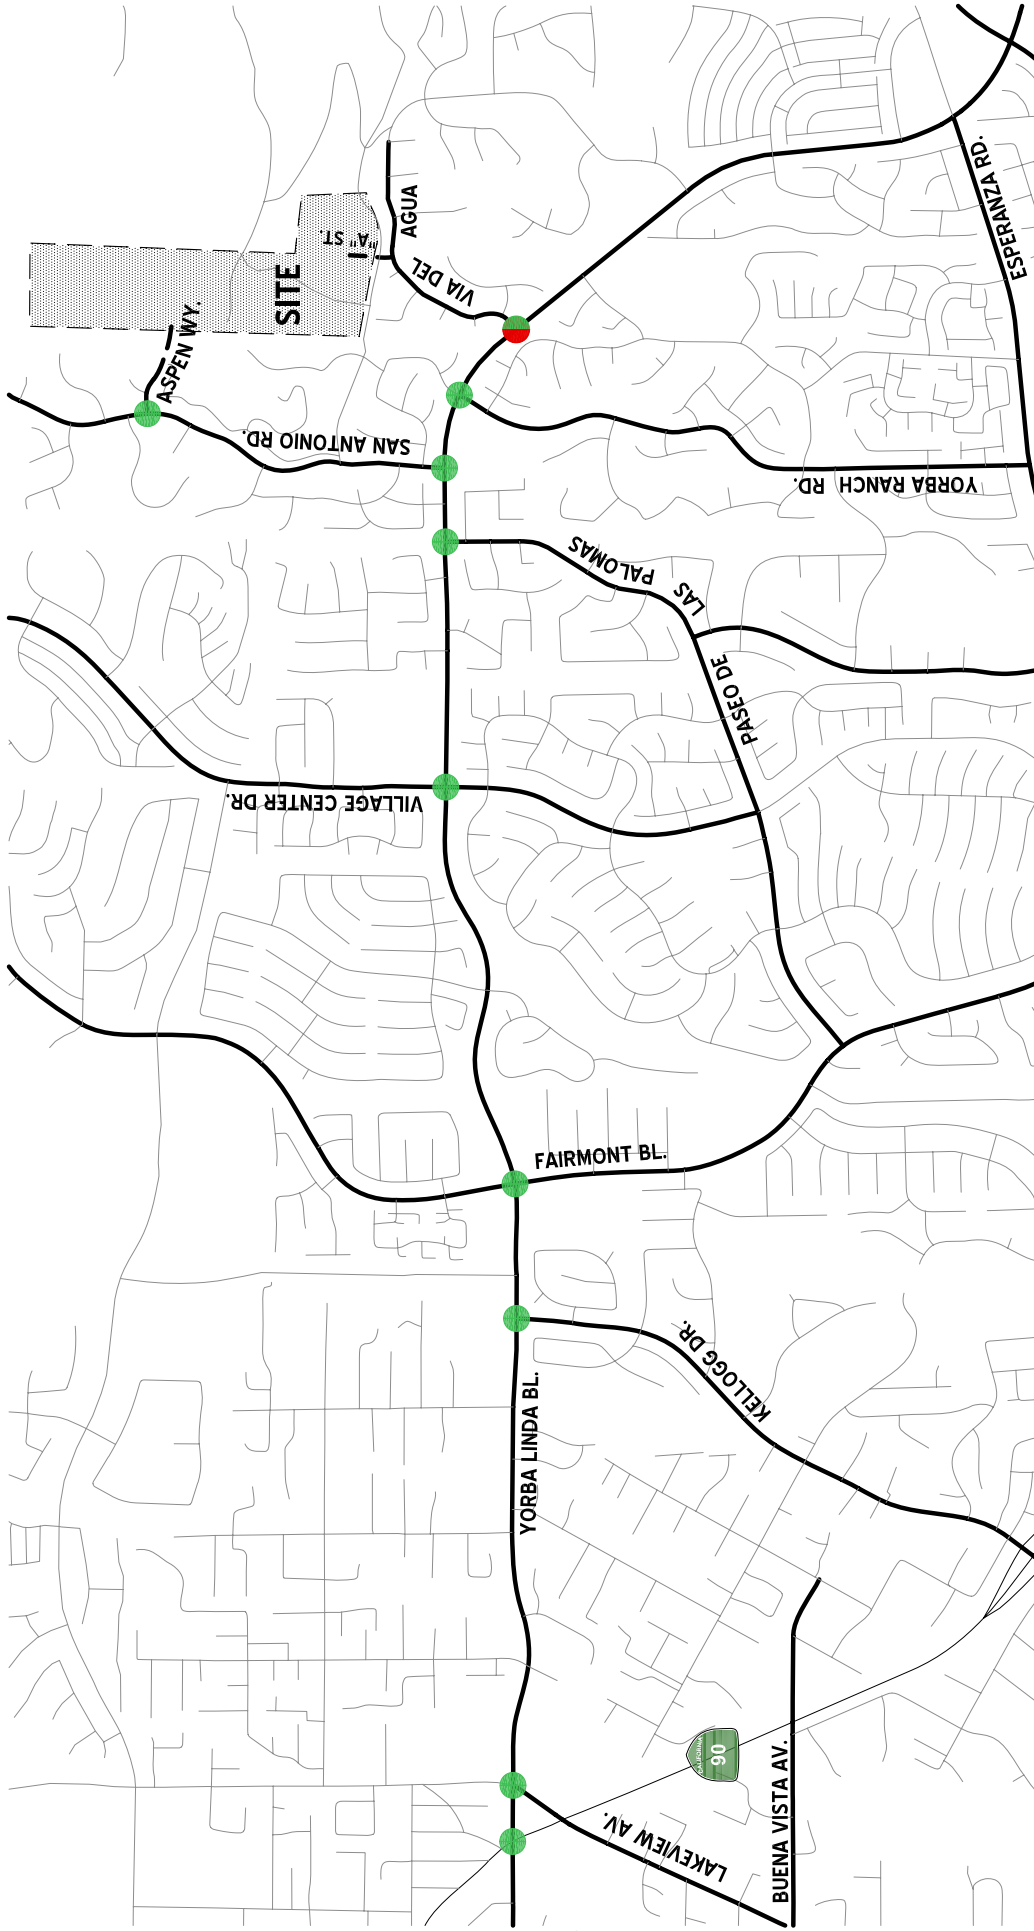 ESPERANZA RD.
AGUA
VIA DEL
"A" ST.
SITE
ASPEN WY.
SAN ANTONIO RD.
YORBA RANCH RD.
PALOMAS
LAS
PASEO DE
VILLAGE CENTER DR.
FAIRMONT BL.
KELLOGG DR.
YORBA LINDA BL.
CALIFORNIA
90
BUENA VISTA AV.
LAKEVIEW AV.